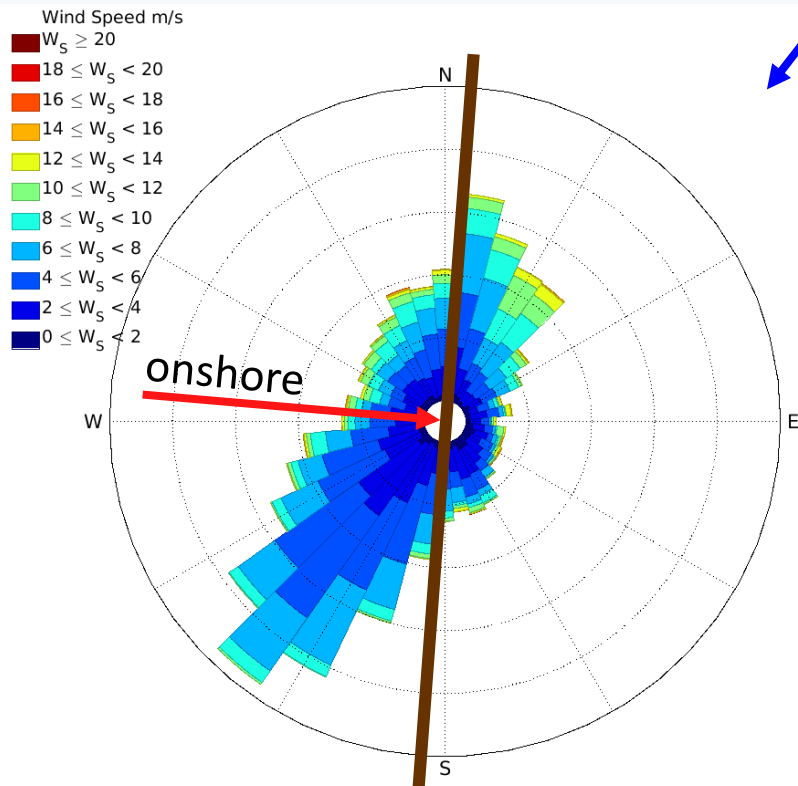 Wind Speed m/s
W_S ≥ 20
18 ≤ W_S < 20
16 ≤ W_S < 18
14 ≤ W_S < 16
12 ≤ W_S < 14
10 ≤ W_S < 12
8 ≤ W_S < 10
6 ≤ W_S < 8
4 ≤ W_S < 6
2 ≤ W_S < 4
0 ≤ W_S < 2
N
onshore
W
E
S